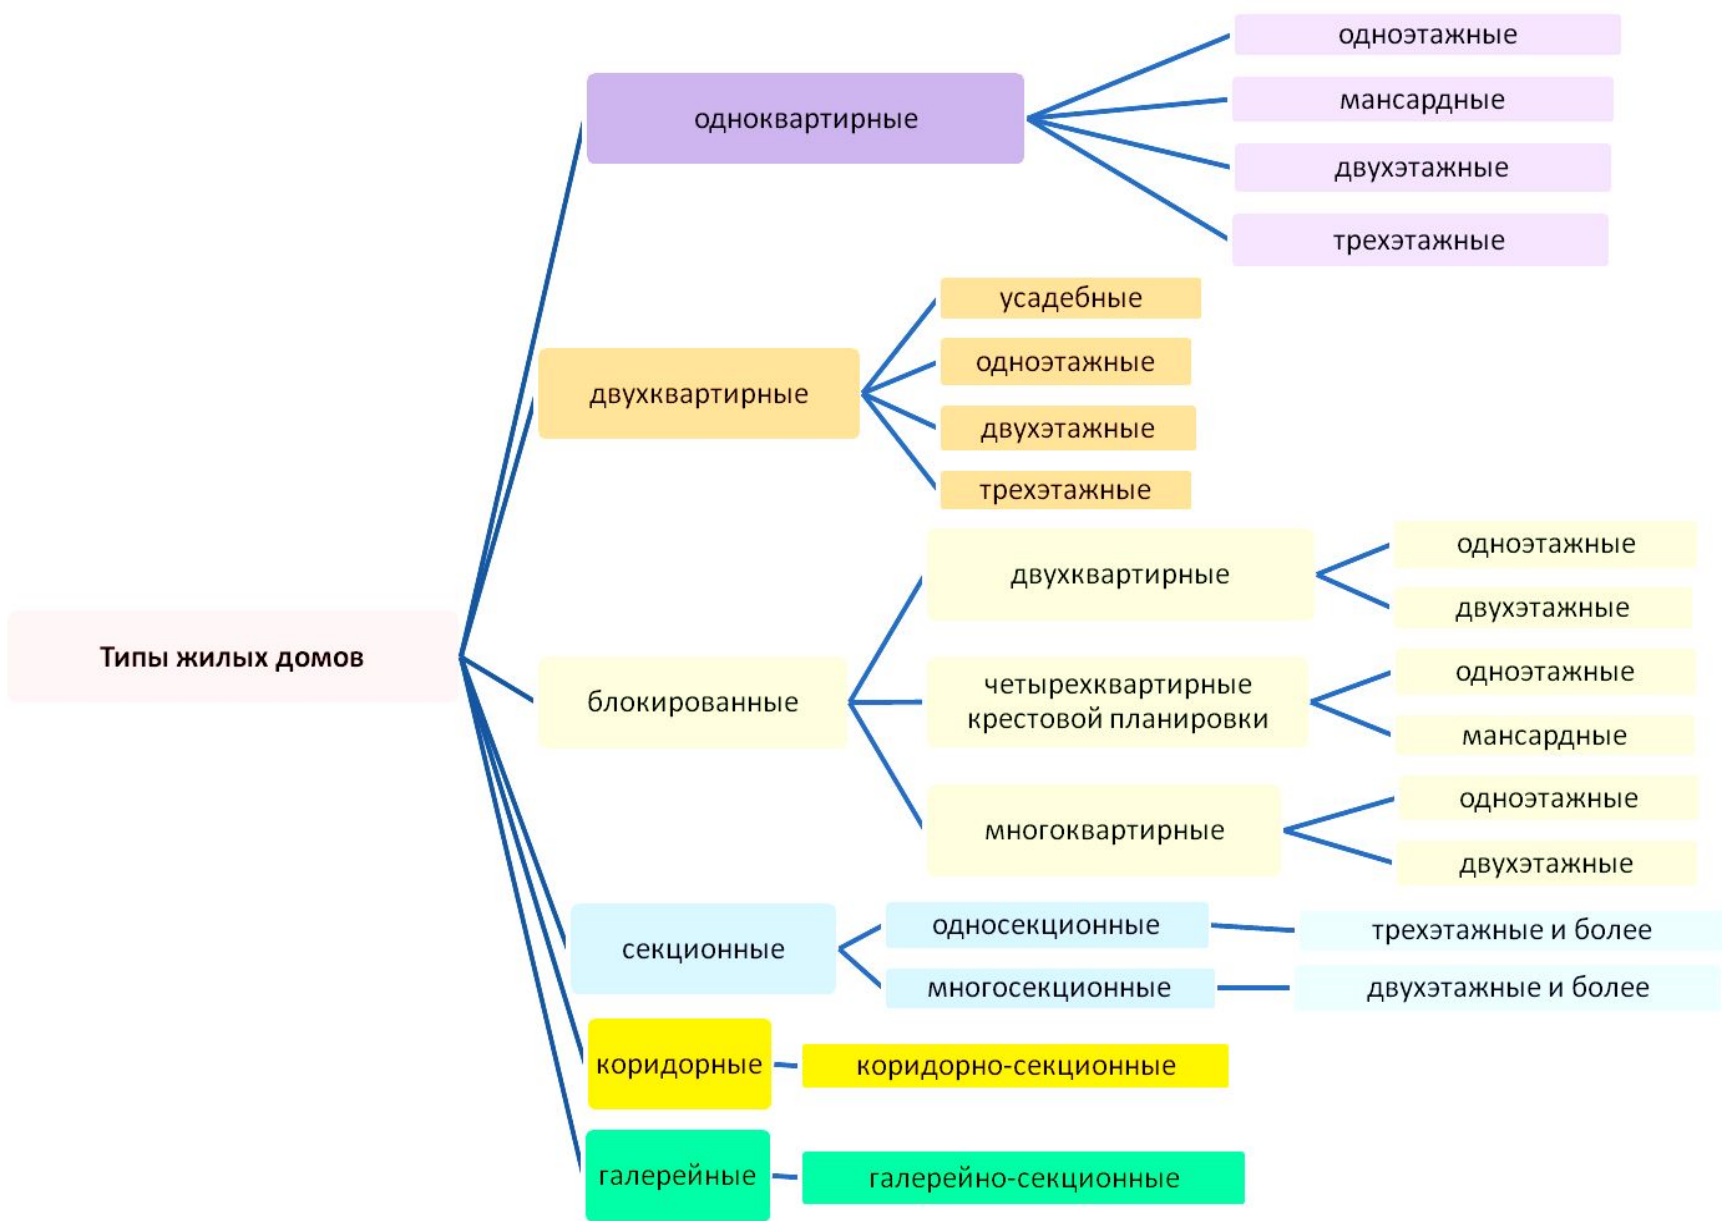 Типы жилых домов
одноквартирные
одноэтажные
мансардные
двухэтажные
трехэтажные
двухквартирные
усадебные
одноэтажные
двухэтажные
трехэтажные
блокированные
двухквартирные
одноэтажные
двухэтажные
четырехквартирные
крестовой планировки
одноэтажные
мансардные
многоквартирные
одноэтажные
двухэтажные
секционные
односекционные
трехэтажные и более
многосекционные
двухэтажные и более
коридорные
коридорно-секционные
галерейные
галерейно-секционные